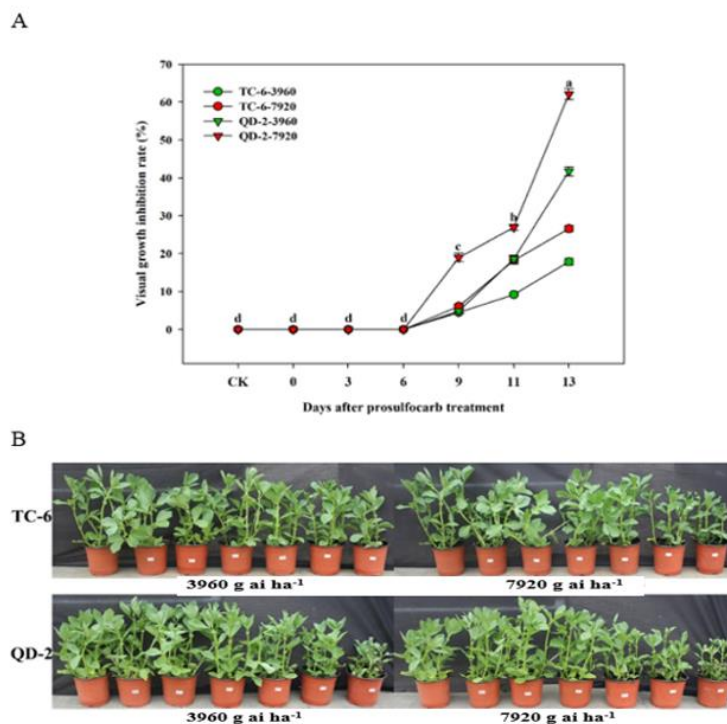 A
Visual growth inhibition rate (%)
70
60
50
40
30
20
10
0
TC-6-3960
TC-6-7920
QD-2-3960
QD-2-7920
d
d
d
d
c
b
a
CK
0
3
6
9
11
13
Days after prosulfocarb treatment
B
TC-6
3960 g ai ha-1
7920 g ai ha-1
QD-2
3960 g ai ha-1
7920 g ai ha-1